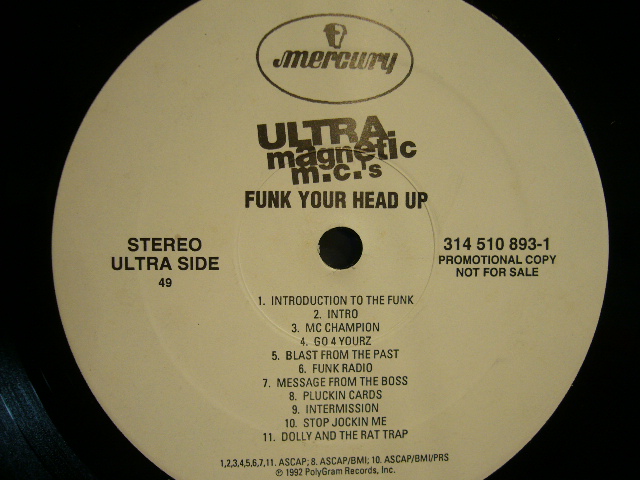 mercury
ULTRA.
magnetic
m.c.'s
FUNK YOUR HEAD UP
STEREO
ULTRA SIDE
49
314 510 893-1
PROMOTIONAL COPY
NOT FOR SALE
1. INTRODUCTION TO THE FUNK
2. INTRO
3. MC CHAMPION
4. GO 4 YOURZ
5. BLAST FROM THE PAST
6. FUNK RADIO
7. MESSAGE FROM THE BOSS
8. PLUCKIN CARDS
9. INTERMISSION
10. STOP JOCKIN ME
11. DOLLY AND THE RAT TRAP
1,2,3,4,5,6,7,11. ASCAP; 8. ASCAP/BMI; 10. ASCAP/BMI/PRS
℗ 1992 PolyGram Records, Inc.